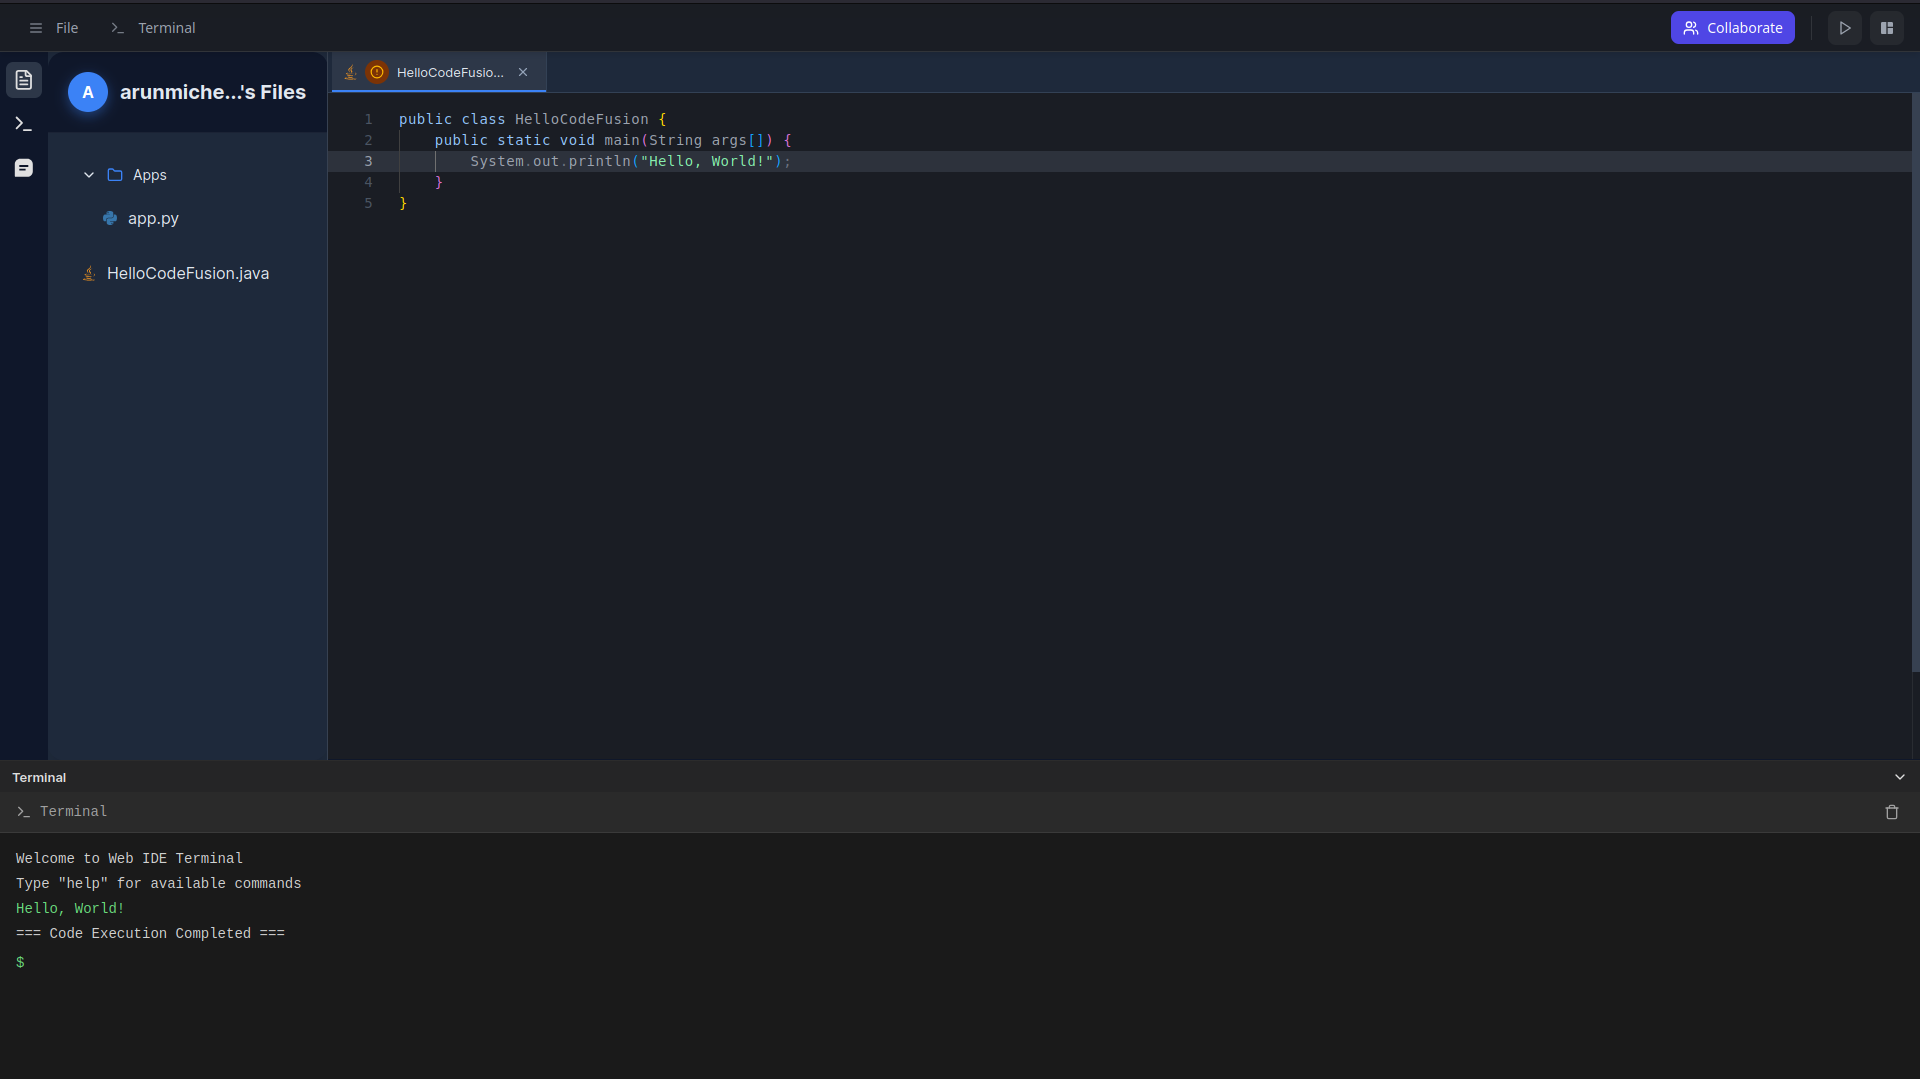 File
Terminal
Collaborate
A
arunmiche...'s Files
HelloCodeFusio...
Apps
app.py
HelloCodeFusion.java
1 public class HelloCodeFusion {
2     public static void main(String args[]) {
3         System.out.println("Hello, World!");
4     }
5 }
Terminal
Terminal
Welcome to Web IDE Terminal
Type "help" for available commands
Hello, World!
=== Code Execution Completed ===
$